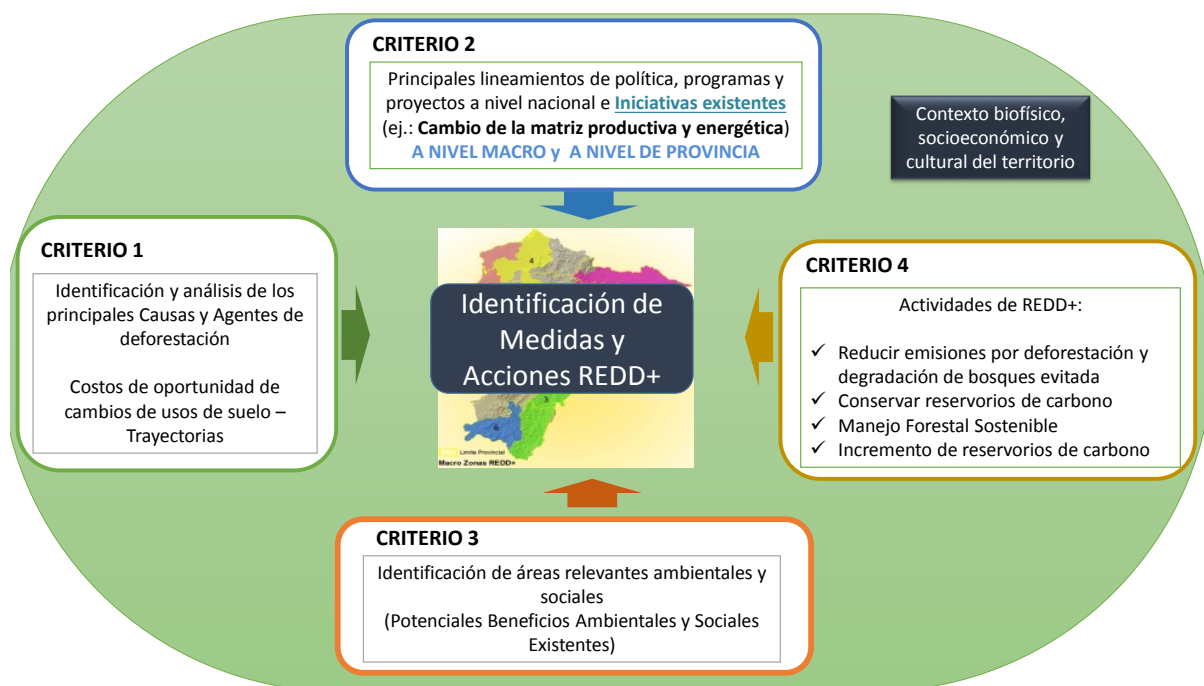 CRITERIO 2
Principales lineamientos de política, programas y
proyectos a nivel nacional e Iniciativas existentes
(ej.: Cambio de la matriz productiva y energética)
A NIVEL MACRO y A NIVEL DE PROVINCIA
Contexto biofísico,
socioeconómico y
cultural del territorio
CRITERIO 1
Identificación y análisis de los
principales Causas y Agentes de
deforestación
Costos de oportunidad de
cambios de usos de suelo –
Trayectorias
4
Identificación de
Medidas y
Acciones REDD+
3
6
Limite Provincial
Macro Zonas REDD+
CRITERIO 4
Actividades de REDD+:
✓ Reducir emisiones por deforestación y
degradación de bosques evitada
✓ Conservar reservorios de carbono
✓ Manejo Forestal Sostenible
✓ Incremento de reservorios de carbono
CRITERIO 3
Identificación de áreas relevantes ambientales y
sociales
(Potenciales Beneficios Ambientales y Sociales
Existentes)